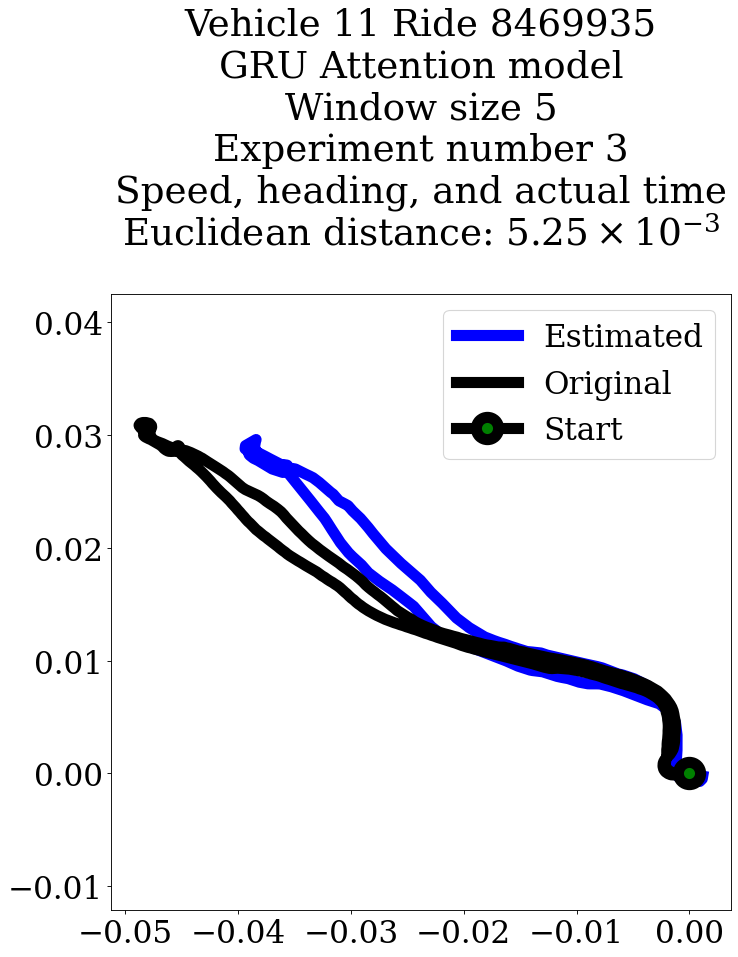 Vehicle 11 Ride 8469935
GRU Attention model
Window size 5
Experiment number 3
Speed, heading, and actual time
Euclidean distance: 5.25 × 10⁻³
Estimated
Original
Start
0.04
0.03
0.02
0.01
0.00
−0.01
−0.05 −0.04 −0.03 −0.02 −0.01 0.00